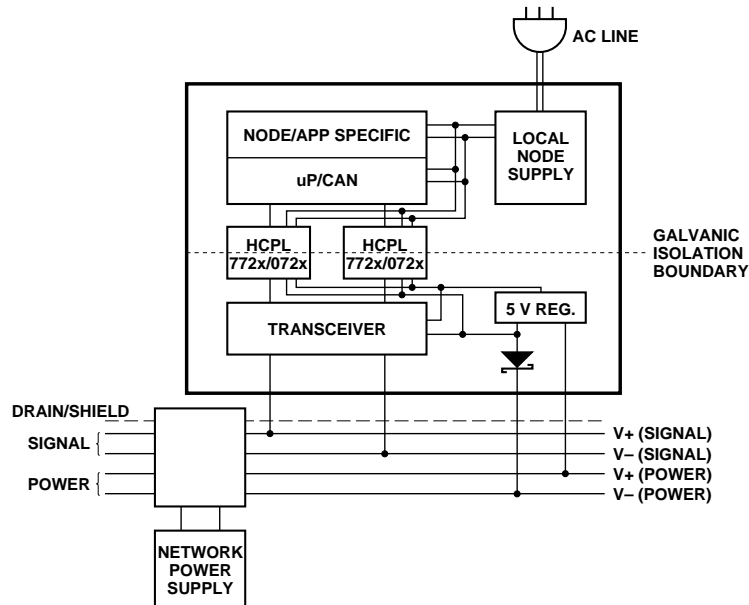 AC LINE
NODE/APP SPECIFIC
uP/CAN
LOCAL
NODE
SUPPLY
HCPL
772x/072x
HCPL
772x/072x
GALVANIC
ISOLATION
BOUNDARY
TRANSCEIVER
5 V REG.
DRAIN/SHIELD
SIGNAL
POWER
V+ (SIGNAL)
V– (SIGNAL)
V+ (POWER)
V– (POWER)
NETWORK
POWER
SUPPLY